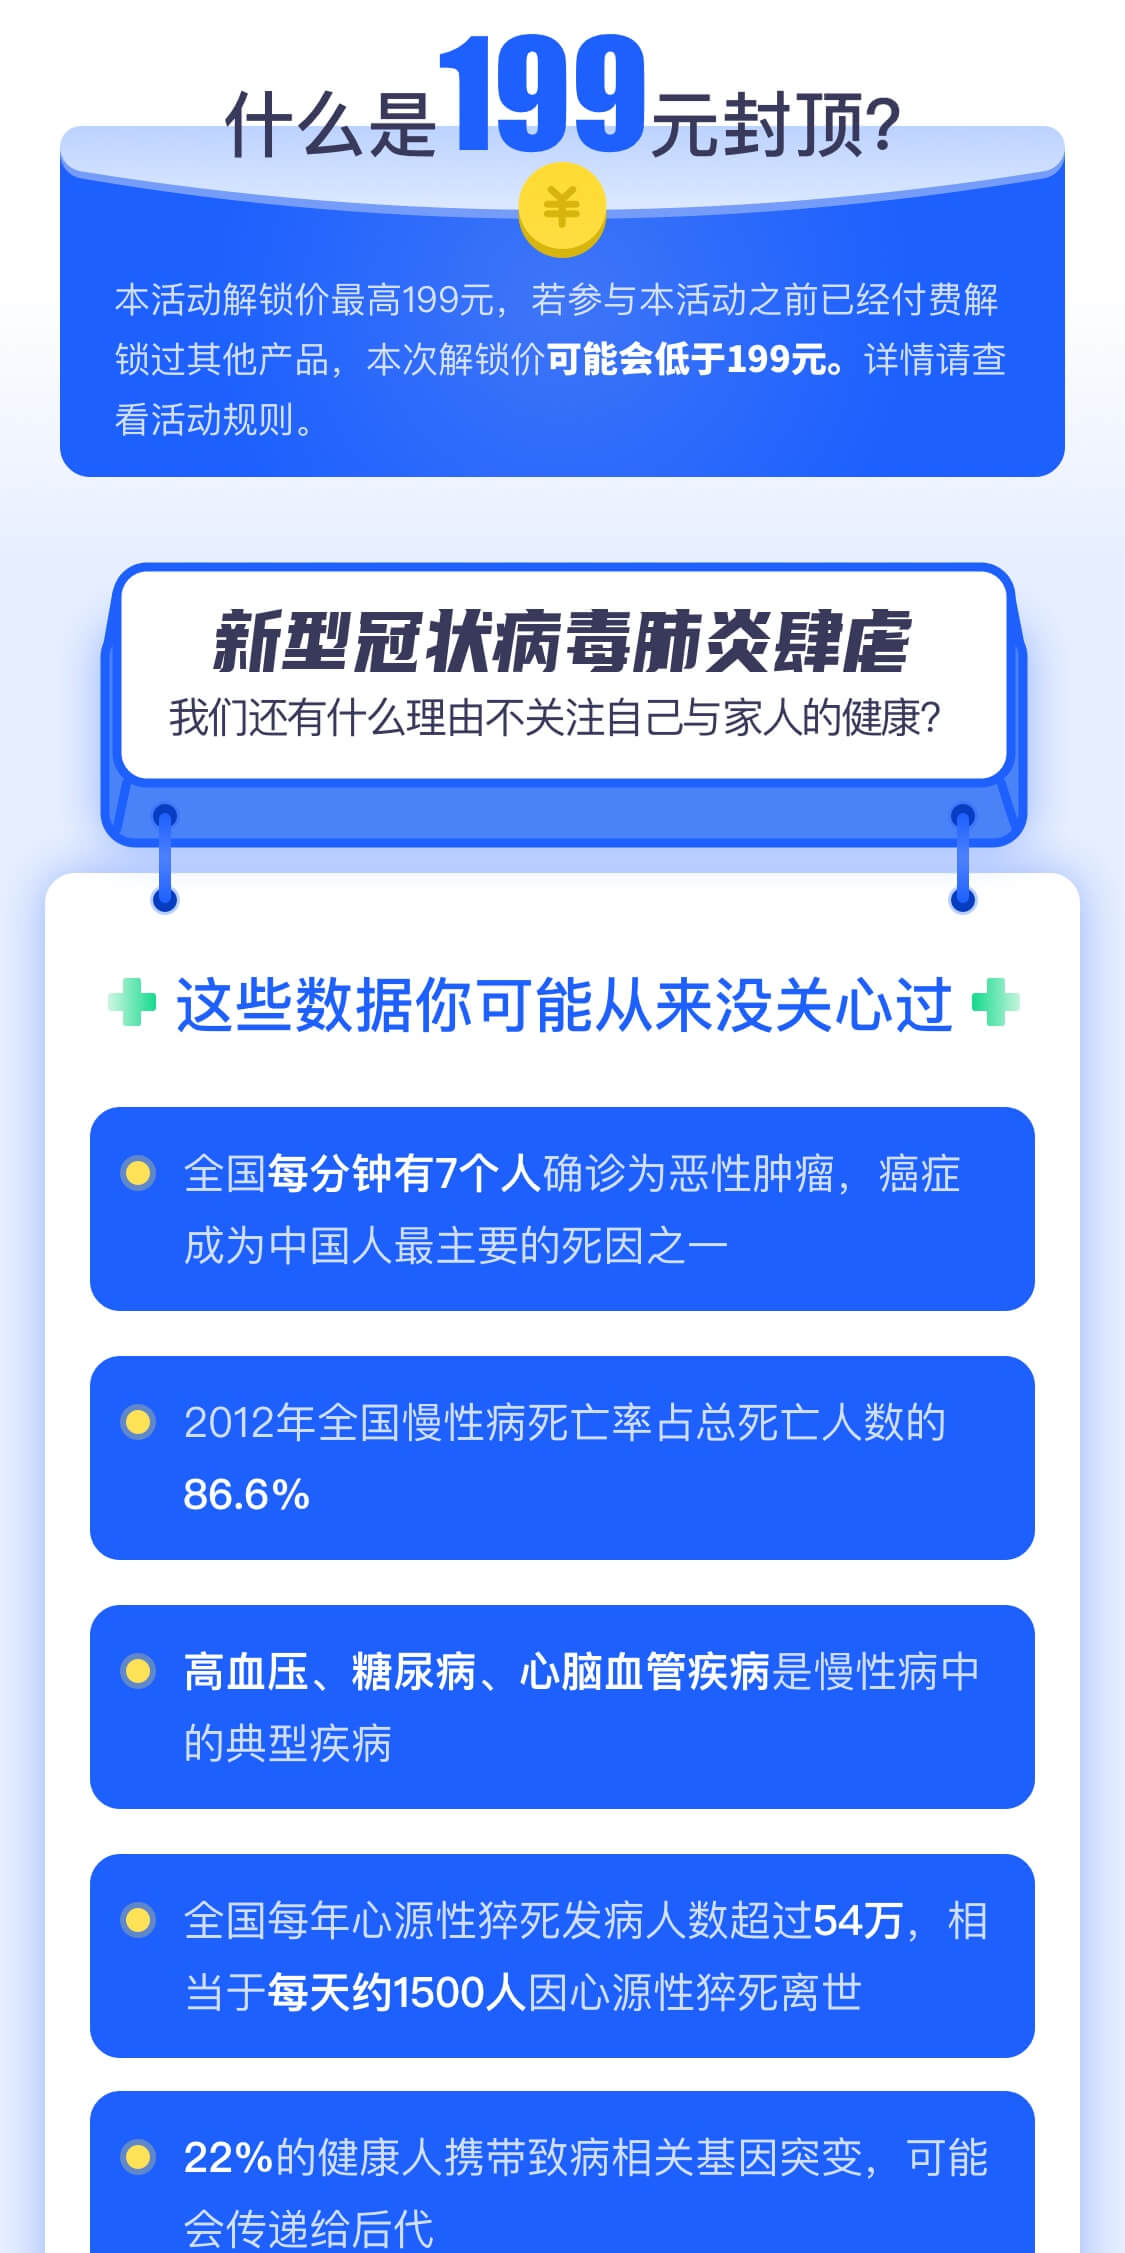 什么是199元封顶?
¥
本活动解锁价最高199元，若参与本活动之前已经付费解
锁过其他产品，本次解锁价可能会低于199元。详情请查
看活动规则。
新型冠状病毒肺炎肆虐
我们还有什么理由不关注自己与家人的健康?
这些数据你可能从来没关心过
全国每分钟有7个人确诊为恶性肿瘤，癌症
成为中国人最主要的死因之一
2012年全国慢性病死亡率占总死亡人数的
86.6%
高血压、糖尿病、心脑血管疾病是慢性病中
的典型疾病
全国每年心源性猝死发病人数超过54万，相
当于每天约1500人因心源性猝死离世
22%的健康人携带致病相关基因突变，可能
会传递给后代